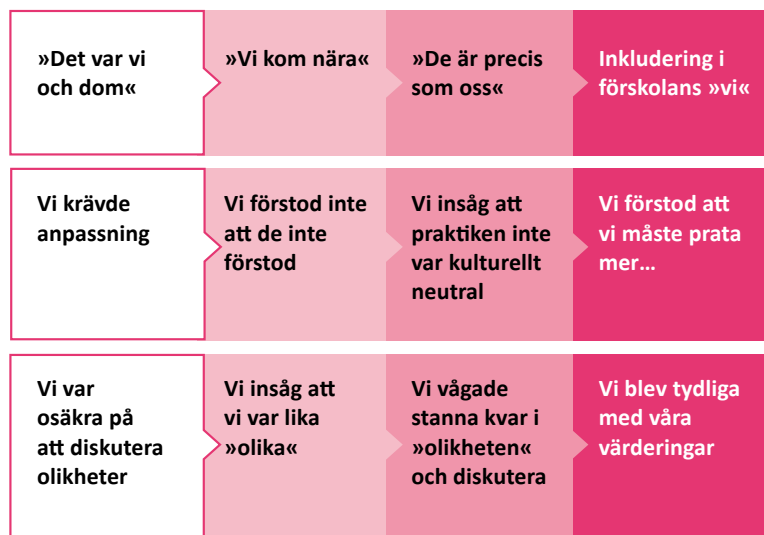 »Det var vi
och dom«
»Vi kom nära«
»De är precis
som oss«
Inkludering i
förskolans »vi«
Vi krävde
anpassning
Vi förstod inte
att de inte
förstod
Vi insåg att
praktiken inte
var kulturellt
neutral
Vi förstod att
vi måste prata
mer…
Vi var
osäkra på
att diskutera
olikheter
Vi insåg att
vi var lika
»olika«
Vi vågade
stanna kvar i
»olikheten«
och diskutera
Vi blev tydliga
med våra
värderingar